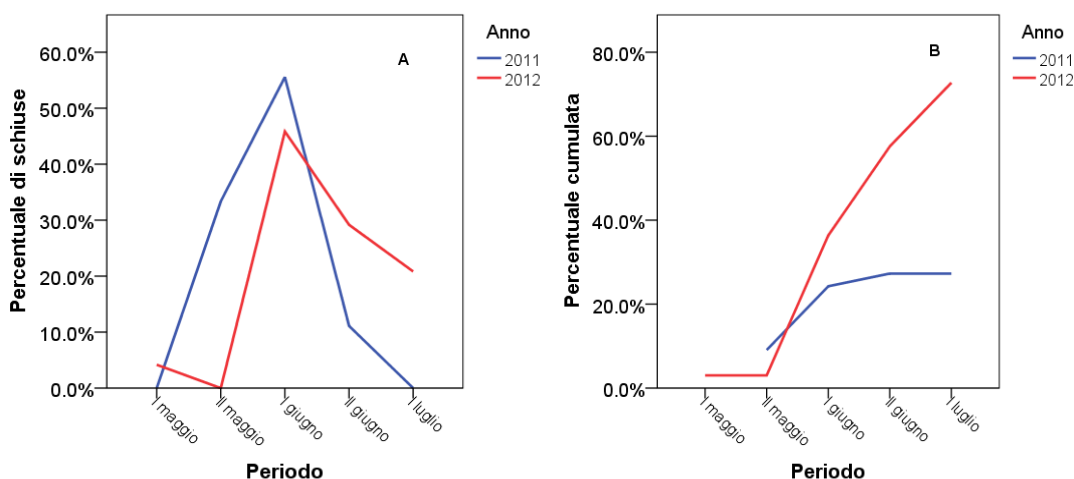 A
Anno
2011
2012
Percentuale di schiuse
60.0%
50.0%
40.0%
30.0%
20.0%
10.0%
0.0%
I maggio
II maggio
I giugno
II giugno
I luglio
Periodo
B
Anno
2011
2012
Percentuale cumulata
80.0%
60.0%
40.0%
20.0%
0.0%
I maggio
II maggio
I giugno
II giugno
I luglio
Periodo